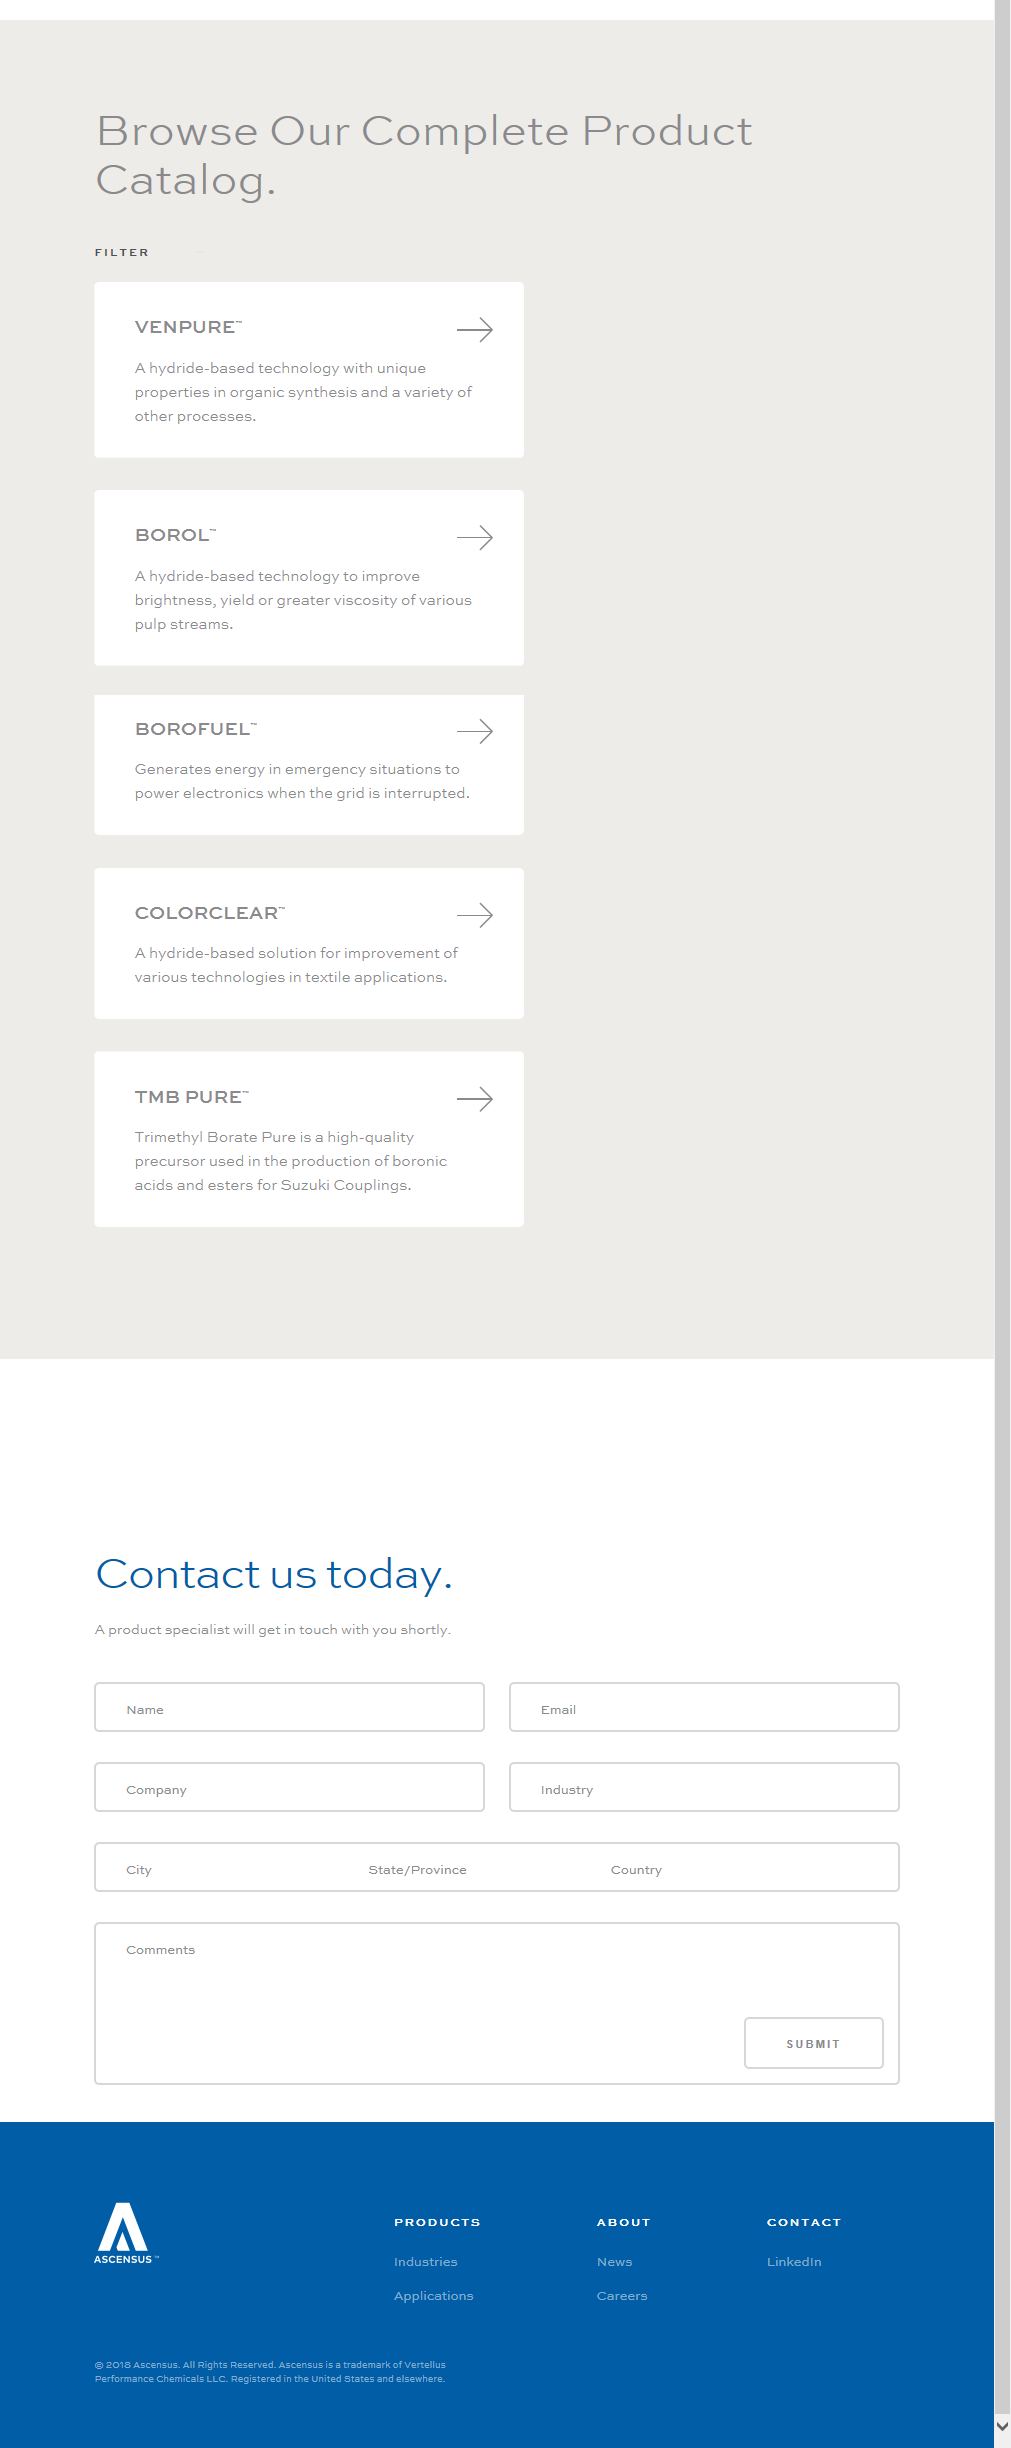 Browse Our Complete Product
Catalog.
FILTER
VENPURE™
A hydride-based technology with unique
properties in organic synthesis and a variety of
other processes.
BOROL™
A hydride-based technology to improve
brightness, yield or greater viscosity of various
pulp streams.
BOROFUEL™
Generates energy in emergency situations to
power electronics when the grid is interrupted.
COLORCLEAR™
A hydride-based solution for improvement of
various technologies in textile applications.
TMB PURE™
Trimethyl Borate Pure is a high-quality
precursor used in the production of boronic
acids and esters for Suzuki Couplings.
Contact us today.
A product specialist will get in touch with you shortly.
Name Email
Company Industry
City State/Province Country
Comments
SUBMIT
ASCENSUS™
PRODUCTS ABOUT CONTACT
Industries News LinkedIn
Applications Careers
© 2018 Ascensus. All Rights Reserved. Ascensus is a trademark of Vertellus
Performance Chemicals LLC. Registered in the United States and elsewhere.